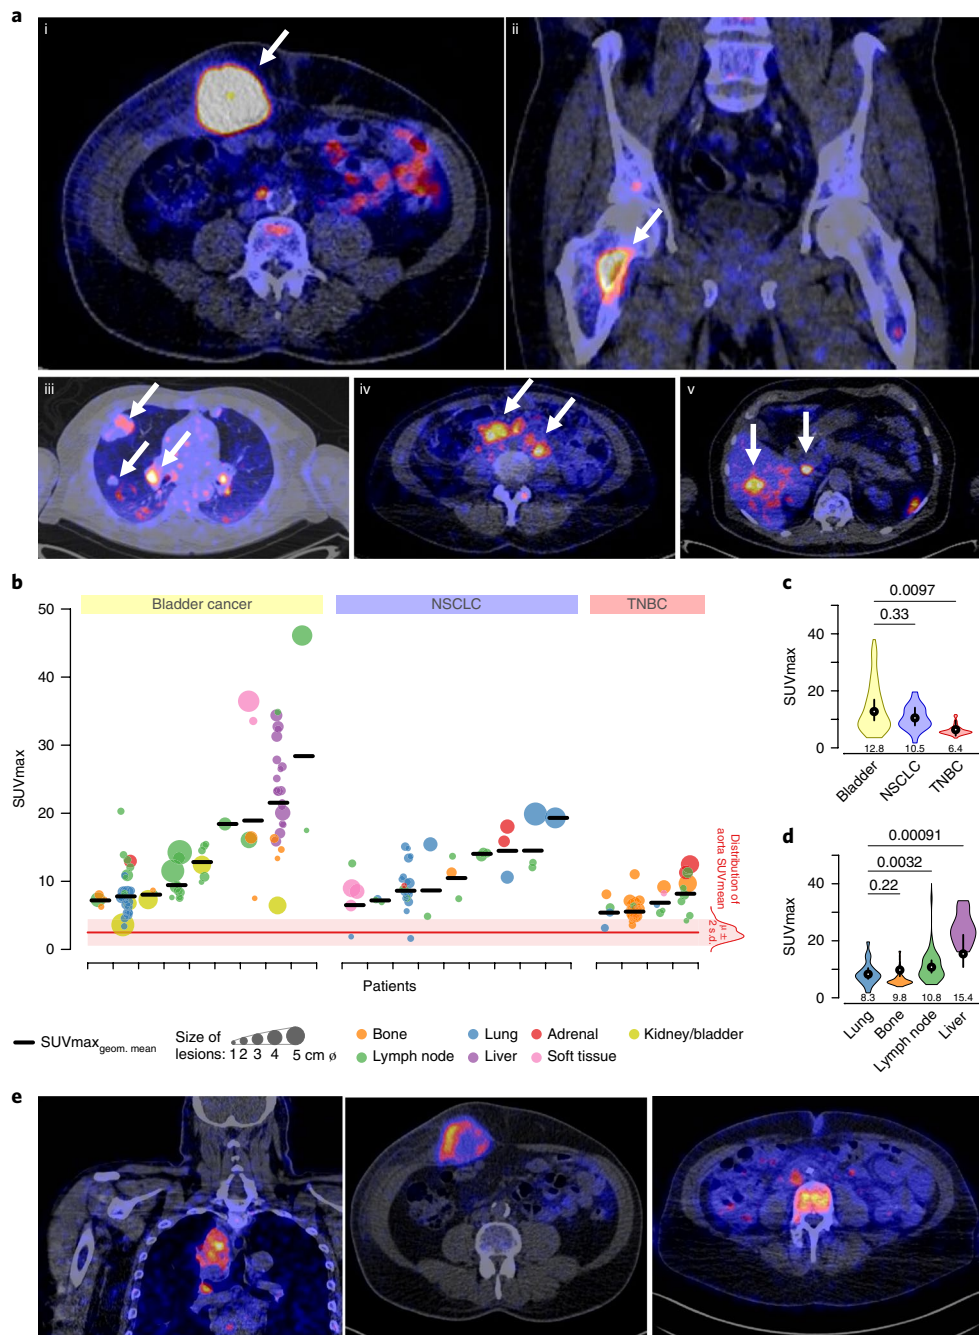 a
i
ii
iii
iv
v
b
Bladder cancer
NSCLC
TNBC
50
40
30
20
10
0
SUVmax
Patients
Distribution of
aorta SUVmean
μ ±
2 s.d.
SUVmax geom. mean
Size of
lesions:
1 2 3 4 5 cm ø
Bone
Lung
Adrenal
Kidney/bladder
Lymph node
Liver
Soft tissue
c
0.0097
0.33
SUVmax
40
20
0
12.8
10.5
6.4
Bladder
NSCLC
TNBC
d
0.00091
0.0032
0.22
SUVmax
40
20
0
8.3
9.8
10.8
15.4
Lung
Bone
Lymph node
Liver
e